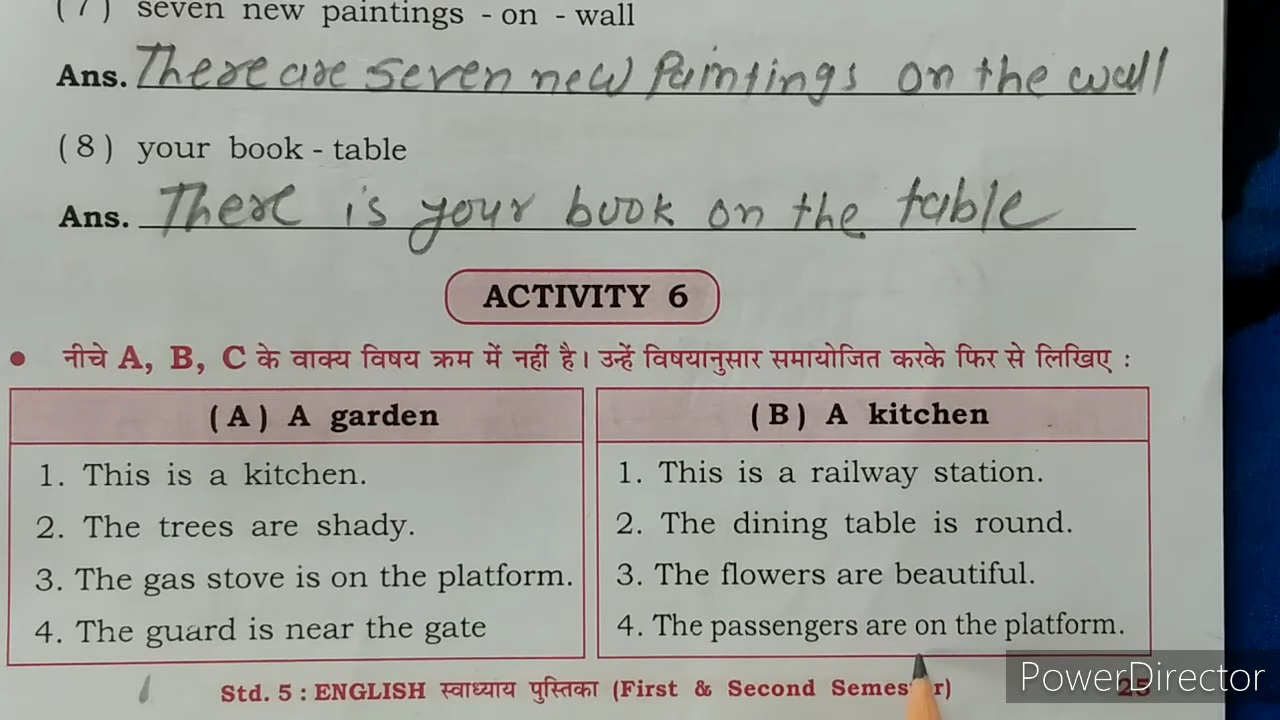 (7) seven new paintings - on - wall
Ans. There are seven new Paintings on the wall
(8) your book - table
Ans. There is your book on the table
ACTIVITY 6
• नीचे A, B, C के वाक्य विषय क्रम में नहीं है। उन्हें विषयानुसार समायोजित करके फिर से लिखिए :
(A) A garden
1. This is a kitchen.
2. The trees are shady.
3. The gas stove is on the platform.
4. The guard is near the gate
(B) A kitchen
1. This is a railway station.
2. The dining table is round.
3. The flowers are beautiful.
4. The passengers are on the platform.
Std. 5 : ENGLISH स्वाध्याय पुस्तिका (First & Second Semester)
25
PowerDirector